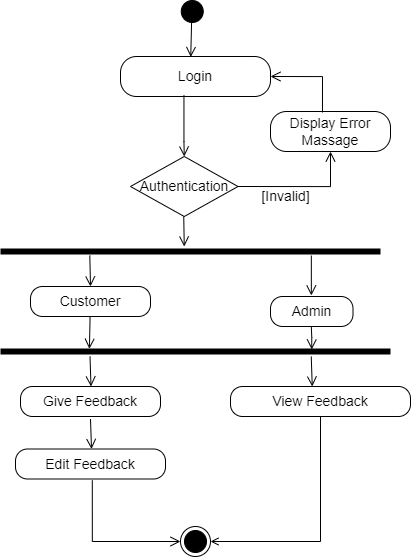 Login
Display Error
Massage
Authentication
[Invalid]
Customer
Admin
Give Feedback
View Feedback
Edit Feedback